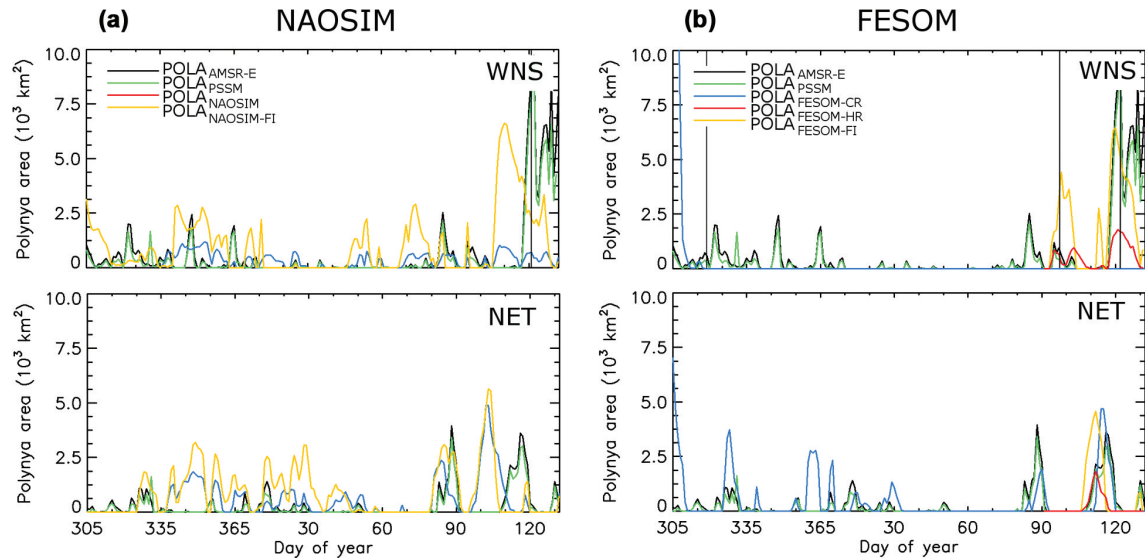 (a) NAOSIM
10.0
7.5
5.0
2.5
0
Polynya area (10³ km²)
POLA AMSR-E
POLA PSSM
POLA NAOSIM
POLA NAOSIM-FI
WNS
10.0
7.5
5.0
2.5
0
Polynya area (10³ km²)
NET
305 335 365 30 60 90 120
Day of year
(b) FESOM
10.0
7.5
5.0
2.5
0
Polynya area (10³ km²)
POLA AMSR-E
POLA PSSM
POLA FESOM-CR
POLA FESOM-HR
POLA FESOM-FI
WNS
10.0
7.5
5.0
2.5
0
Polynya area (10³ km²)
NET
305 335 365 30 60 90 120
Day of year